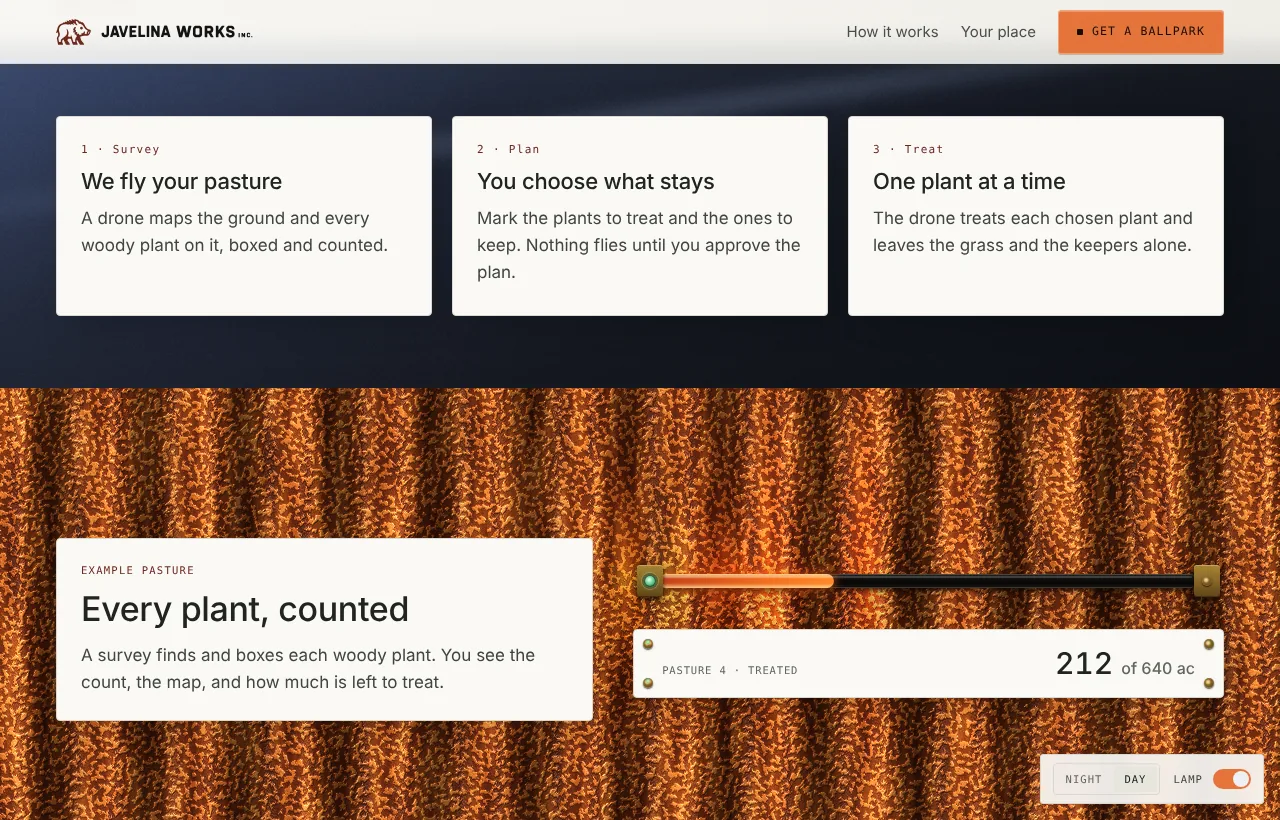 JAVELINA WORKS INC.
How it works
Your place
GET A BALLPARK
1 · Survey
We fly your pasture
A drone maps the ground and every
woody plant on it, boxed and counted.
2 · Plan
You choose what stays
Mark the plants to treat and the ones to
keep. Nothing flies until you approve the
plan.
3 · Treat
One plant at a time
The drone treats each chosen plant and
leaves the grass and the keepers alone.
EXAMPLE PASTURE
Every plant, counted
A survey finds and boxes each woody plant. You see the
count, the map, and how much is left to treat.
PASTURE 4 · TREATED
212 of 640 ac
NIGHT
DAY
LAMP